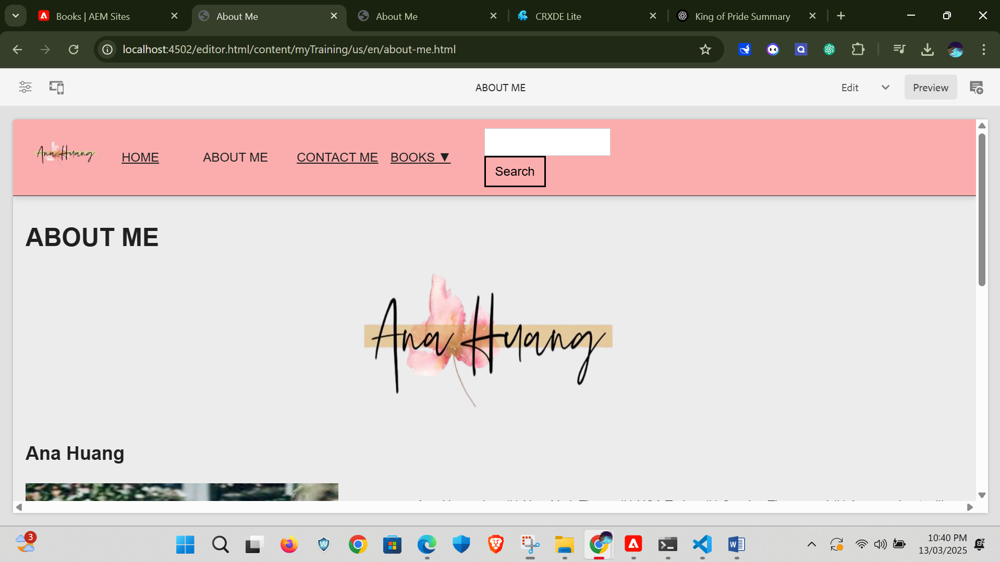 Books | AEM Sites
About Me
About Me
CRXDE Lite
King of Pride Summary
localhost:4502/editor.html/content/myTraining/us/en/about-me.html
ABOUT ME
Edit
Preview
Ana Huang
HOME
ABOUT ME
CONTACT ME
BOOKS ▼
Search
ABOUT ME
Ana Huang
Ana Huang
3
10:40 PM
13/03/2025